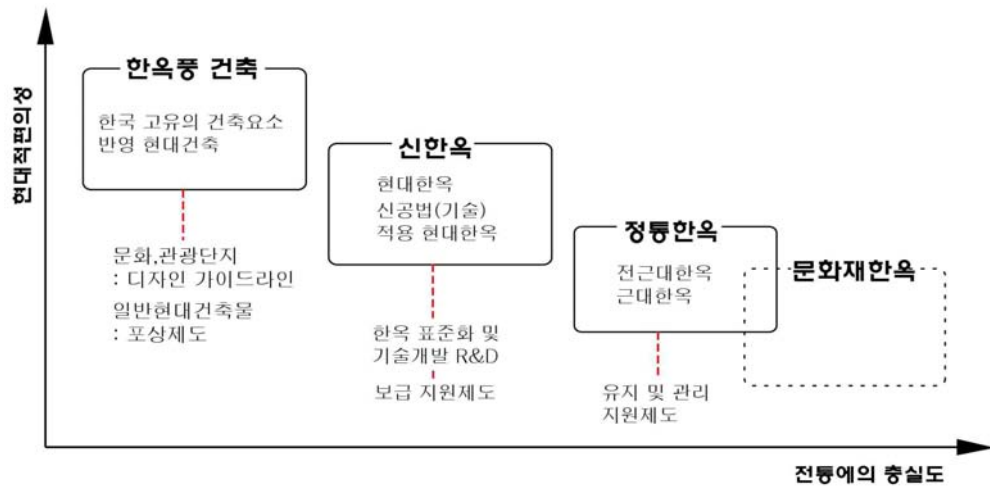 현대적편의성
한옥풍 건축
한국 고유의 건축요소
반영 현대건축
문화,관광단지
: 디자인 가이드라인
일반현대건축물
: 포상제도
신한옥
현대한옥
신공법(기술)
적용 현대한옥
한옥 표준화 및
기술개발 R&D
보급 지원제도
정통한옥
전근대한옥
근대한옥
유지 및 관리
지원제도
문화재한옥
전통에의 충실도